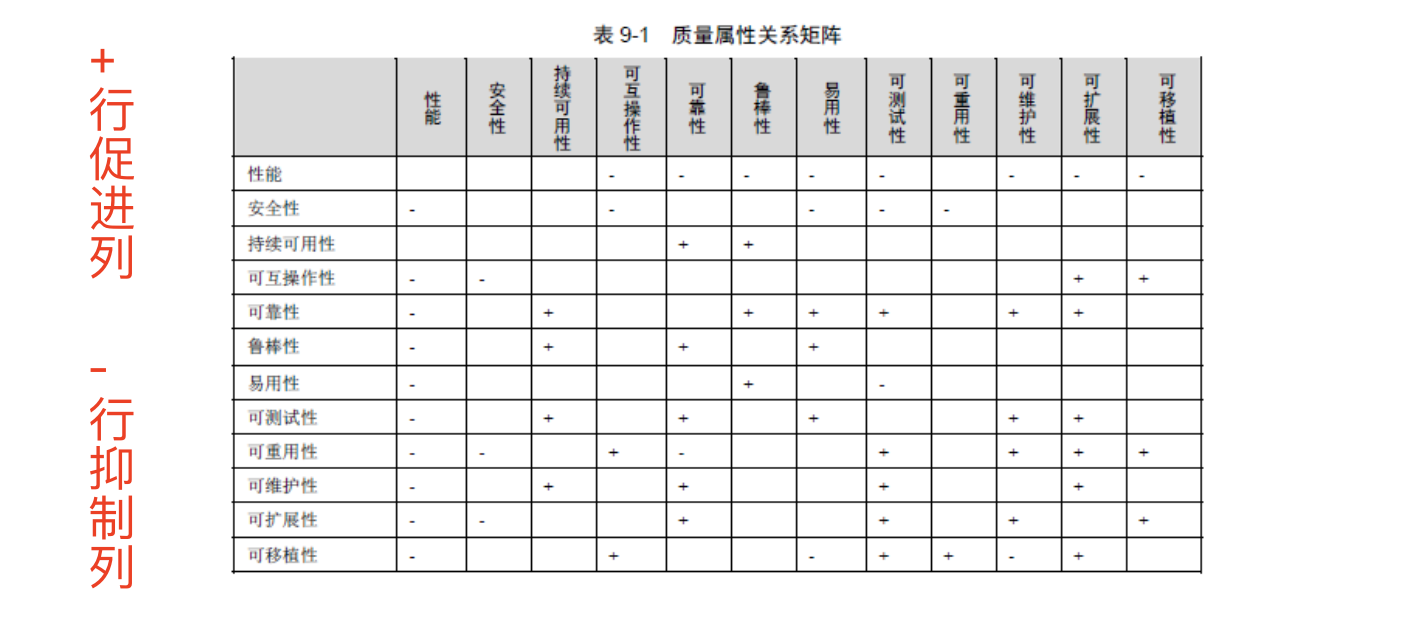 表 9-1 质量属性关系矩阵
+ 行促进列
- 行抑制列
性能 安全性 持续可用性 可互操作性 可靠性 鲁棒性 易用性 可测试性 可重用性 可维护性 可扩展性 可移植性
性能 - - - - - - - -
安全性 - - - - -
持续可用性 + +
可互操作性 - - + +
可靠性 - + + + + + +
鲁棒性 - + + +
易用性 - + -
可测试性 - + + + + +
可重用性 - - + - + + + +
可维护性 - + + + +
可扩展性 - - + + + +
可移植性 - + - + + - +